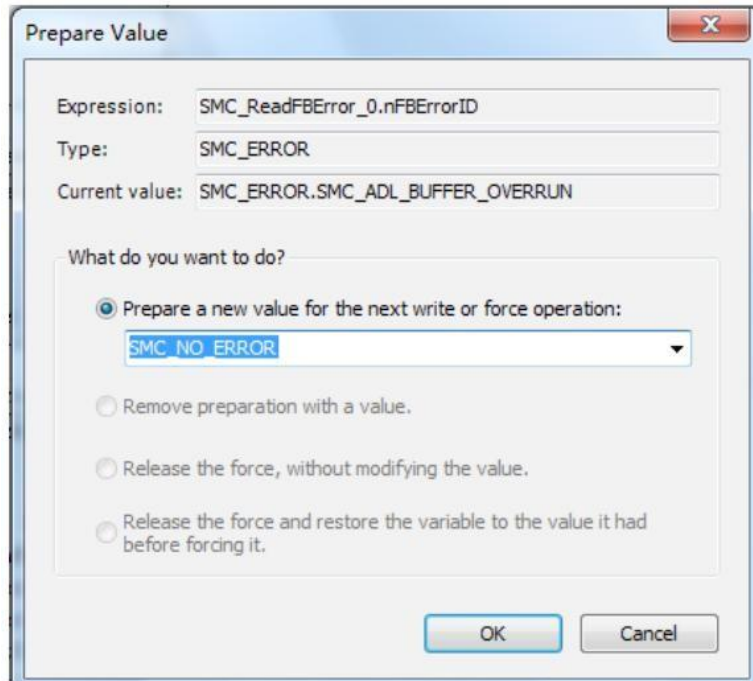 Prepare Value
Expression: SMC_ReadFBError_0.nFBErrorID
Type: SMC_ERROR
Current value: SMC_ERROR.SMC_ADL_BUFFER_OVERRUN
What do you want to do?
Prepare a new value for the next write or force operation:
SMC_NO_ERROR
Remove preparation with a value.
Release the force, without modifying the value.
Release the force and restore the variable to the value it had
before forcing it.
OK Cancel